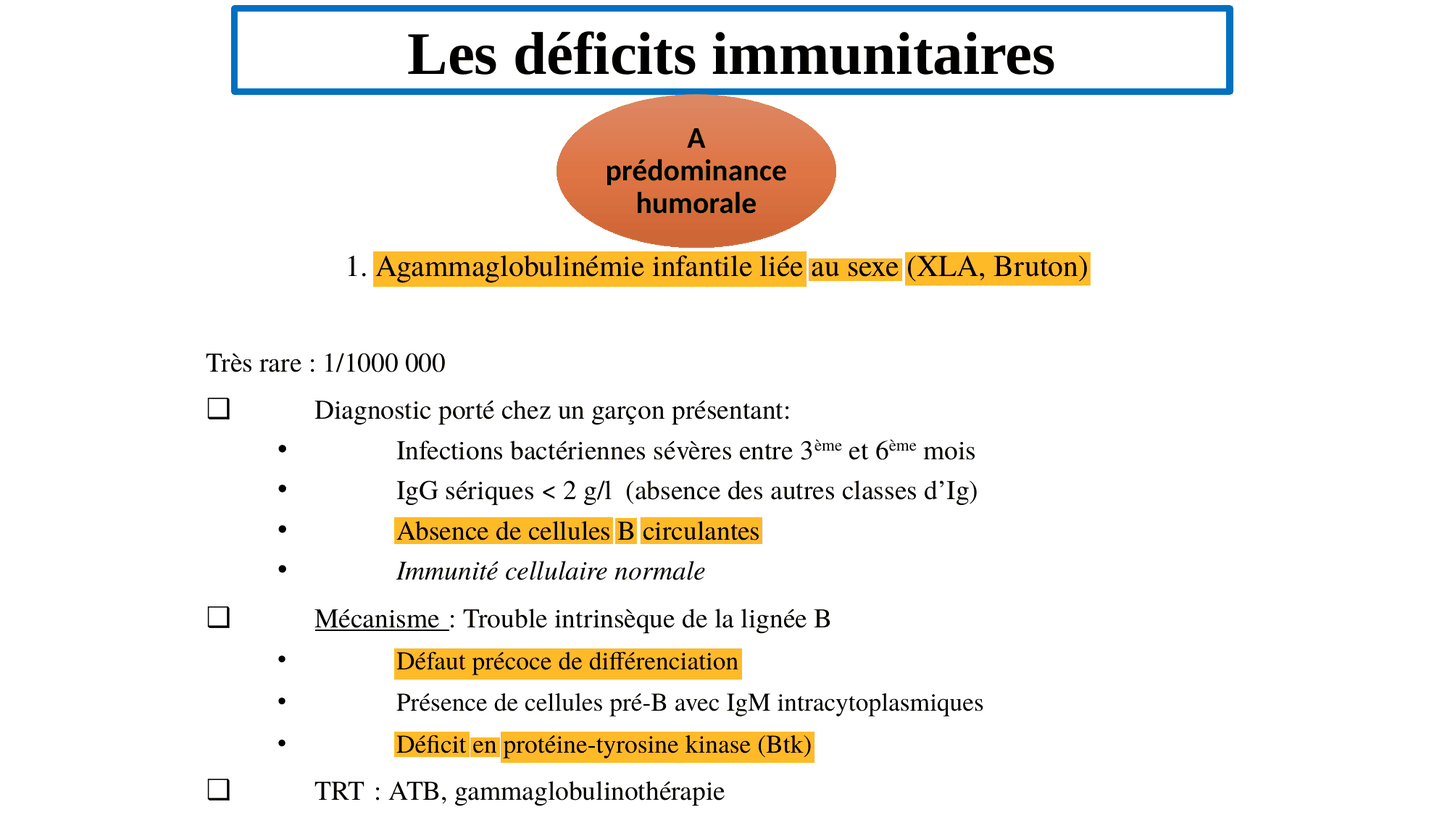 Les déficits immunitaires
A
prédominance
humorale
1. Agammaglobulinémie infantile liée au sexe (XLA, Bruton)
Très rare : 1/1000 000
❑ Diagnostic porté chez un garçon présentant:
• Infections bactériennes sévères entre 3ème et 6ème mois
• IgG sériques < 2 g/l (absence des autres classes d’Ig)
• Absence de cellules B circulantes
• Immunité cellulaire normale
❑ Mécanisme : Trouble intrinsèque de la lignée B
• Défaut précoce de différenciation
• Présence de cellules pré-B avec IgM intracytoplasmiques
• Déficit en protéine-tyrosine kinase (Btk)
❑ TRT : ATB, gammaglobulinothérapie